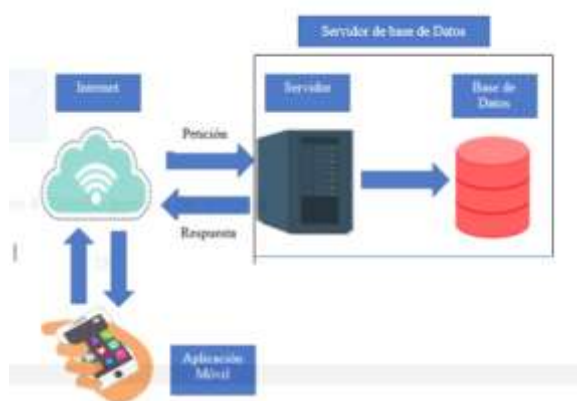 Servidor de base de Datos
Internet
Servidor
Base de
Datos
Petición
Respuesta
Aplicación
Móvil